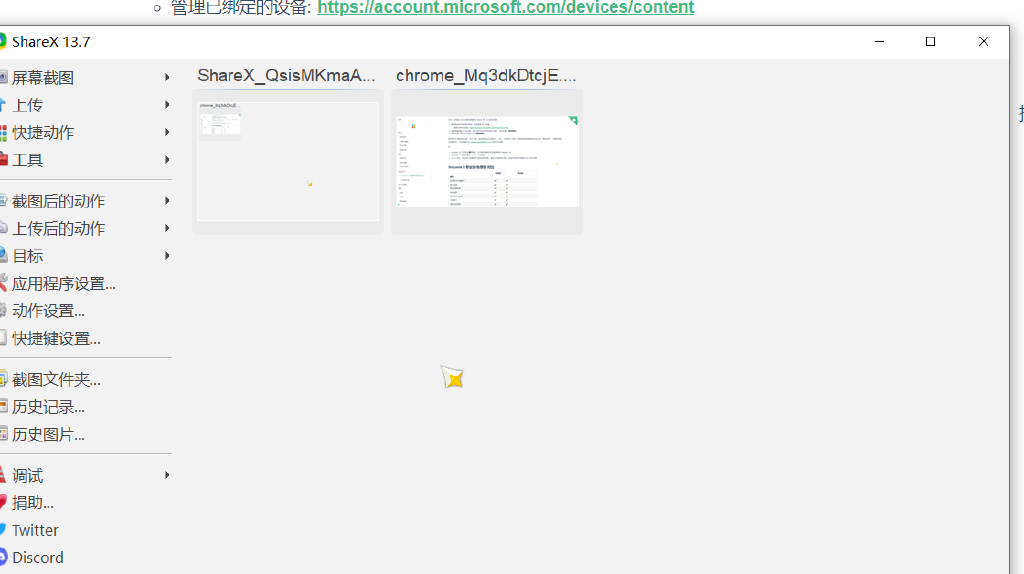 管理已绑定的设备: https://account.microsoft.com/devices/content
ShareX 13.7
屏幕截图
上传
快捷动作
工具
截图后的动作
上传后的动作
目标
应用程序设置...
动作设置...
快捷键设置...
截图文件夹...
历史记录...
历史图片...
调试
捐助...
Twitter
Discord
ShareX_QsisMKmaA...
chrome_Mq3dkDtcjE....